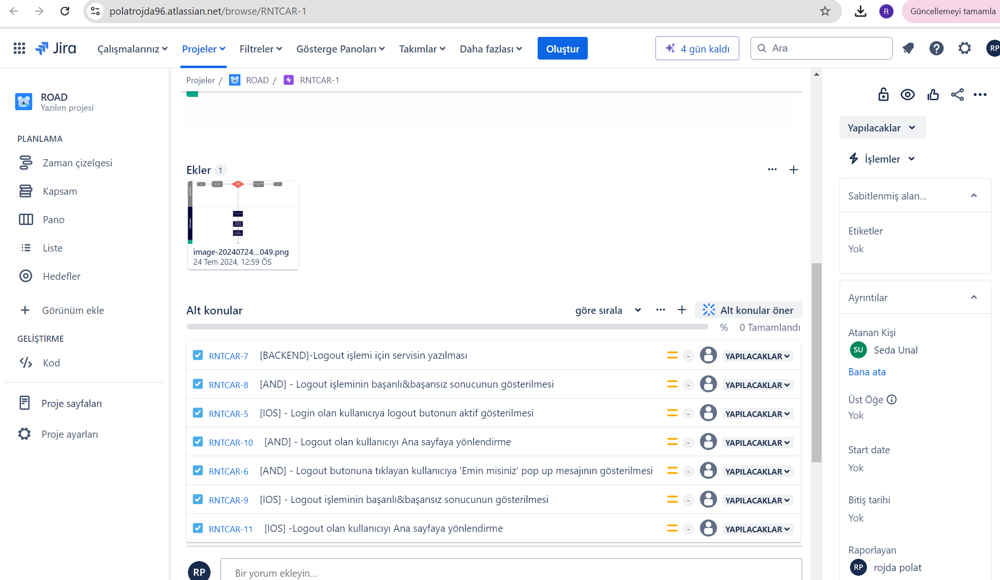 polatrojda96.atlassian.net/browse/RNTCAR-1
R
Güncellemeyi tamamla
Jira
Çalışmalarınız
Projeler
Filtreler
Gösterge Panoları
Takımlar
Daha fazlası
Oluştur
4 gün kaldı
Ara
RP
ROAD
Yazılım projesi
PLANLAMA
Zaman çizelgesi
Kapsam
Pano
Liste
Hedefler
Görünüm ekle
GELİŞTİRME
Kod
Proje sayfaları
Proje ayarları
Projeler / ROAD / RNTCAR-1
Ekler 1
image-20240724...049.png
24 Tem 2024, 12:59 ÖS
Alt konular
göre sırala
Alt konular öner
% 0 Tamamlandı
RNTCAR-7 [BACKEND]-Logout işlemi için servisin yazılması - YAPILACAKLAR
RNTCAR-8 [AND] - Logout işleminin başarılı&başarısız sonucunun gösterilmesi - YAPILACAKLAR
RNTCAR-5 [IOS] - Login olan kullanıcıya logout butonun aktif gösterilmesi - YAPILACAKLAR
RNTCAR-10 [AND] - Logout olan kullanıcıyı Ana sayfaya yönlendirme - YAPILACAKLAR
RNTCAR-6 [AND] - Logout butonuna tıklayan kullanıcıya 'Emin misiniz' pop up mesajının gösterilmesi - YAPILACAKLAR
RNTCAR-9 [IOS] - Logout işleminin başarılı&başarısız sonucunun gösterilmesi - YAPILACAKLAR
RNTCAR-11 [IOS] -Logout olan kullanıcıyı Ana sayfaya yönlendirme - YAPILACAKLAR
RP
Bir yorum ekleyin...
Yapılacaklar
İşlemler
Sabitlenmiş alan...
Etiketler
Yok
Ayrıntılar
Atanan Kişi
SU Seda Unal
Bana ata
Üst Öğe
Yok
Start date
Yok
Bitiş tarihi
Yok
Raporlayan
RP rojda polat